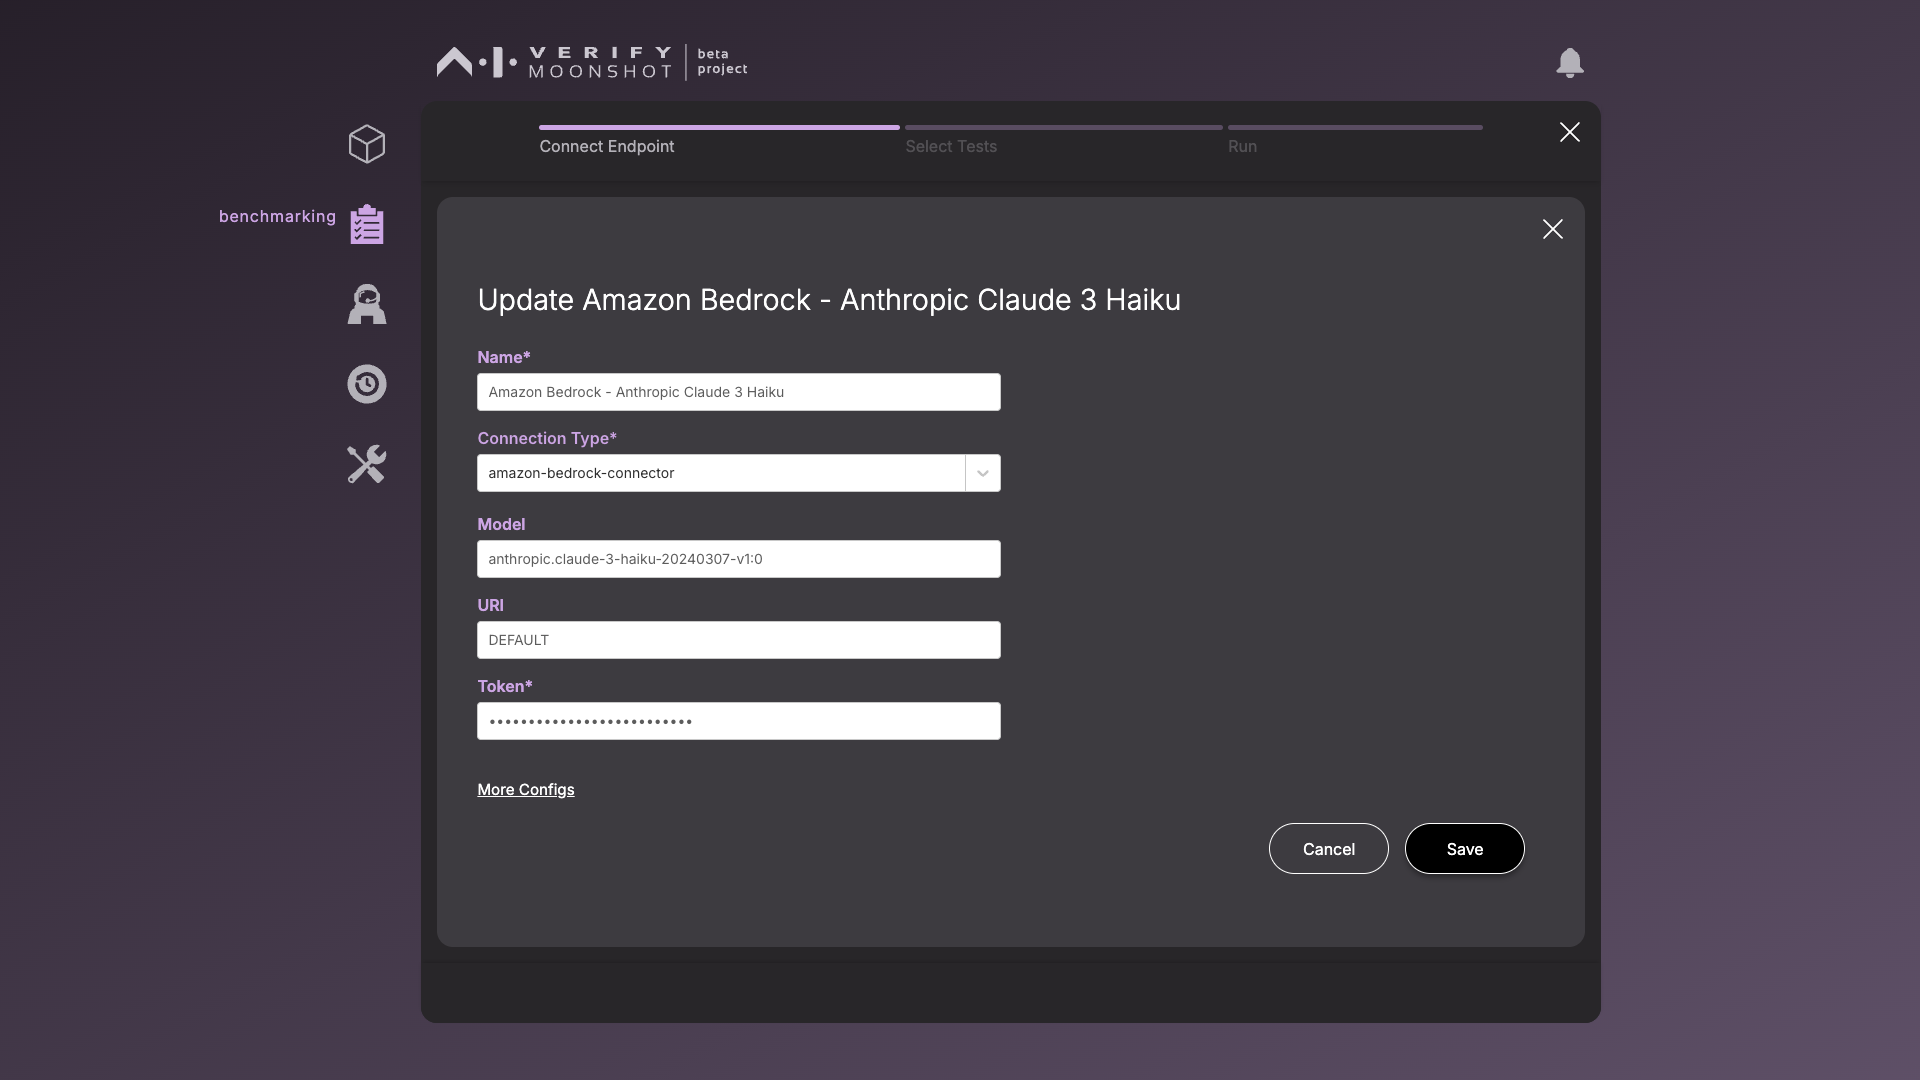 VERIFY
MOONSHOT
beta
project
Connect Endpoint
Select Tests
Run
benchmarking
Update Amazon Bedrock - Anthropic Claude 3 Haiku
Name*
Amazon Bedrock - Anthropic Claude 3 Haiku
Connection Type*
amazon-bedrock-connector
Model
anthropic.claude-3-haiku-20240307-v1:0
URI
DEFAULT
Token*
••••••••••••••••••••••••••
More Configs
Cancel
Save